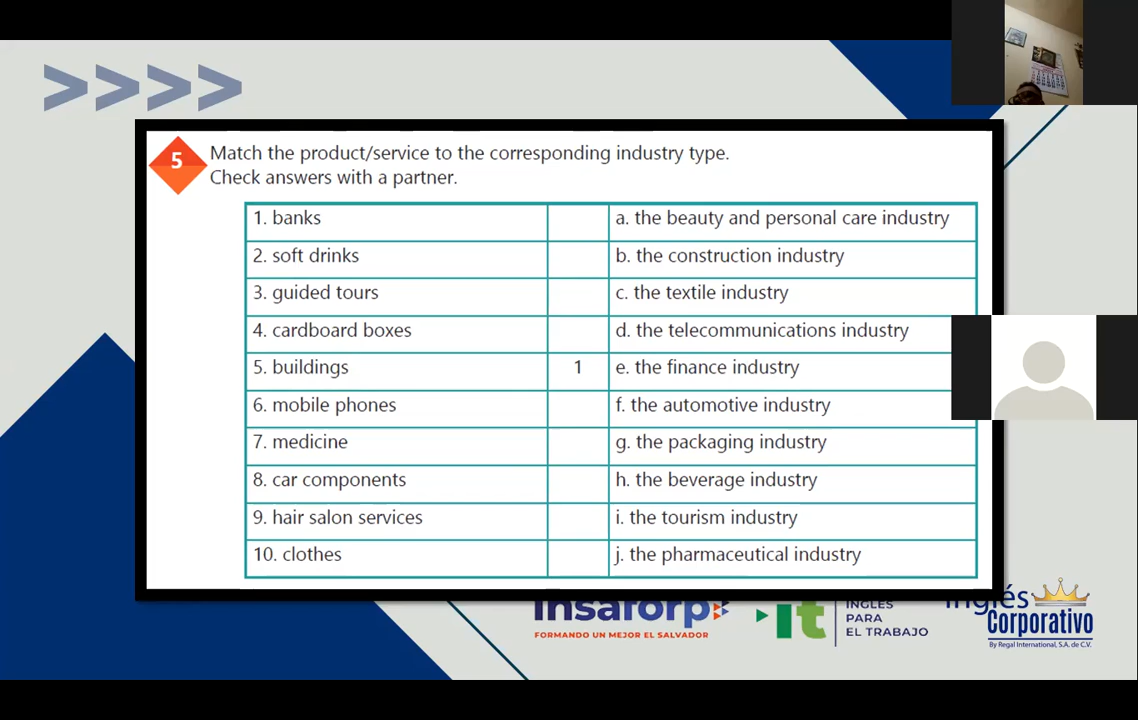 >>>>
5
Match the product/service to the corresponding industry type.
Check answers with a partner.
1. banks a. the beauty and personal care industry
2. soft drinks b. the construction industry
3. guided tours c. the textile industry
4. cardboard boxes d. the telecommunications industry
5. buildings 1 e. the finance industry
6. mobile phones f. the automotive industry
7. medicine g. the packaging industry
8. car components h. the beverage industry
9. hair salon services i. the tourism industry
10. clothes j. the pharmaceutical industry
insaforp
FORMANDO UN MEJOR EL SALVADOR
it
INGLÉS
PARA
EL TRABAJO
Inglés
Corporativo
By Regal International, S.A. de C.V.